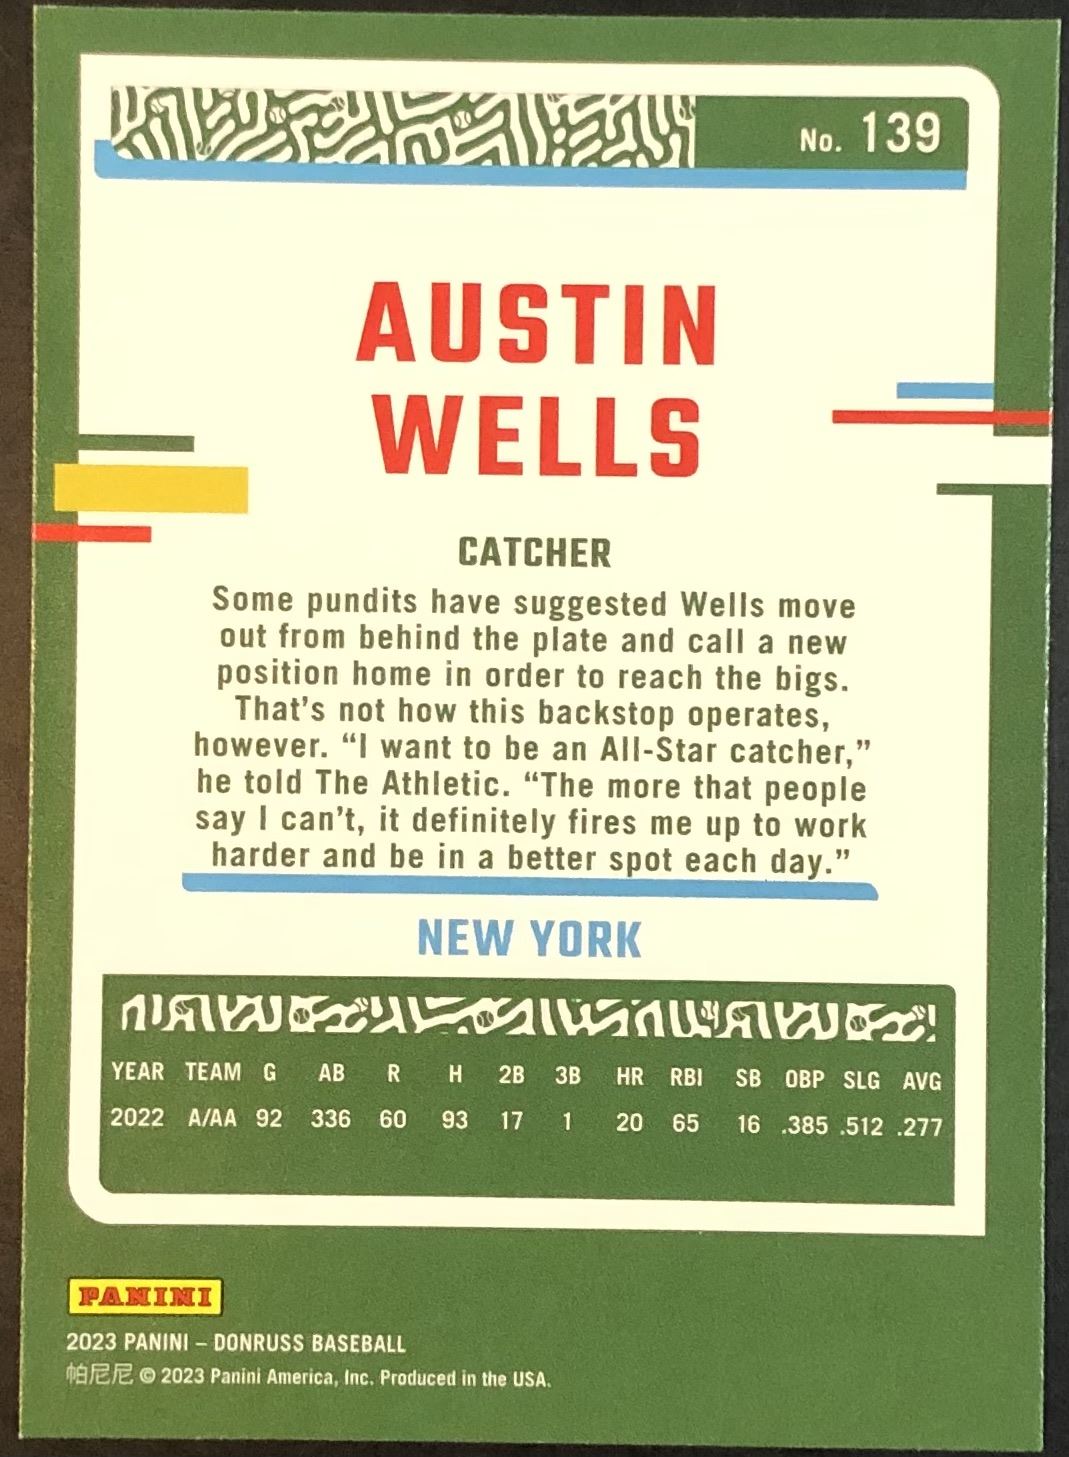 No. 139
AUSTIN
WELLS
CATCHER
Some pundits have suggested Wells move
out from behind the plate and call a new
position home in order to reach the bigs.
That's not how this backstop operates,
however. “I want to be an All-Star catcher,”
he told The Athletic. “The more that people
say I can't, it definitely fires me up to work
harder and be in a better spot each day.”
NEW YORK
YEAR TEAM G AB R H 2B 3B HR RBI SB OBP SLG AVG
2022 A/AA 92 336 60 93 17 1 20 65 16 .385 .512 .277
PANINI
2023 PANINI – DONRUSS BASEBALL
帕尼尼 © 2023 Panini America, Inc. Produced in the USA.